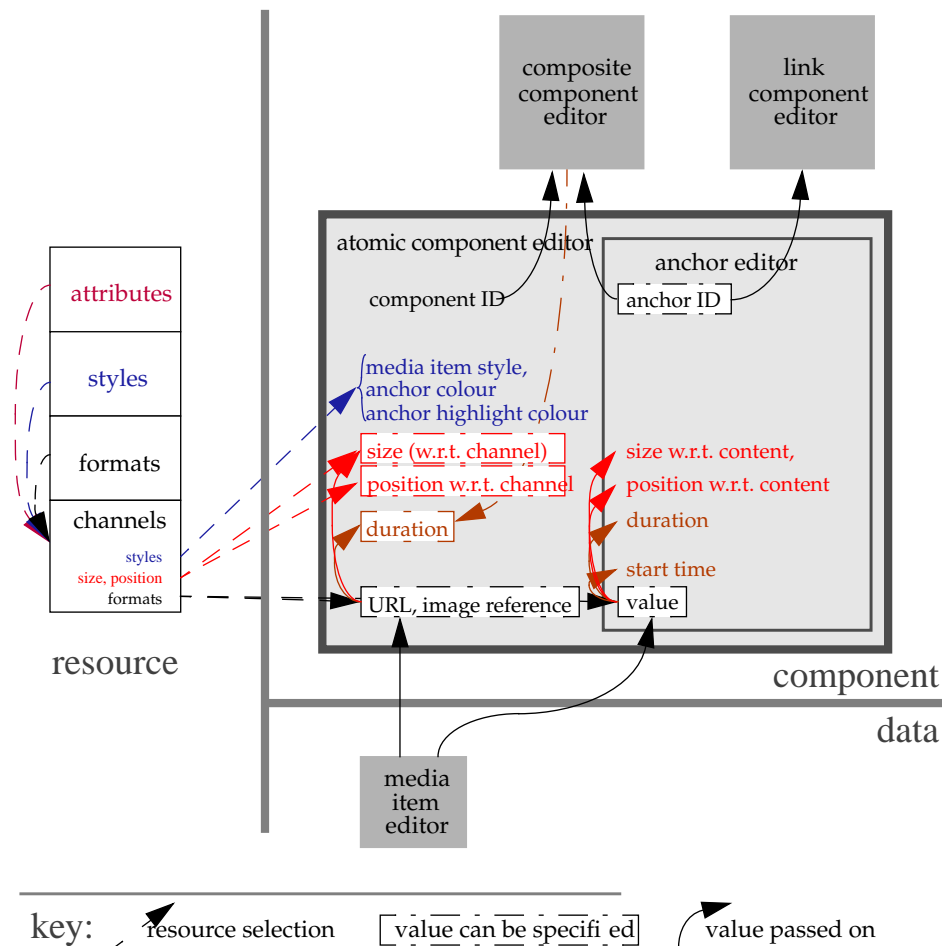 composite
component
editor
link
component
editor
atomic component editor
anchor editor
component ID
anchor ID
attributes
styles
formats
channels
styles
size, position
formats
resource
media item style,
anchor colour
anchor highlight colour
size (w.r.t. channel)
position w.r.t. channel
duration
URL, image reference
size w.r.t. content,
position w.r.t. content
duration
start time
value
component
data
media
item
editor
key:
resource selection
value can be specifi ed
value passed on